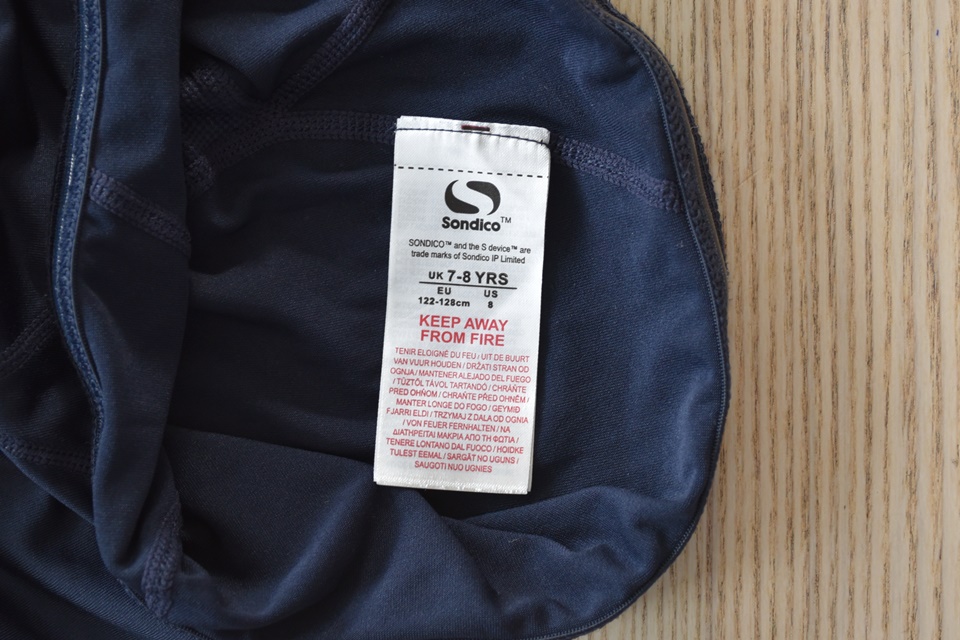 Sondico™
SONDICO™ and the S device™ are
trade marks of Sondico IP Limited
UK 7-8 YRS
EU US
122-128cm 8
KEEP AWAY
FROM FIRE
TENIR ELOIGNÉ DU FEU / UIT DE BUURT
VAN VUUR HOUDEN / DRŽATI STRAN OD
OGNJA / MANTENER ALEJADO DEL FUEGO
/ TŰZTŐL TÁVOL TARTANDÓ / CHRÁŇTE
PRED OHŇOM / CHRAŇTE PŘED OHNĚM /
MANTER LONGE DO FOGO / GEYMIÐ
FJARRI ELDI / TRZYMAJ Z DALA OD OGNIA
/ VON FEUER FERNHALTEN / NA
ΔΙΑΤΗΡΕΙΤΑΙ ΜΑΚΡΙΑ ΑΠΟ ΤΗ ΦΩΤΙΑ /
TENERE LONTANO DAL FUOCO / HOIDKE
TULEST EEMAL / SARGĀT NO UGUNS /
SAUGOTI NUO UGNIES